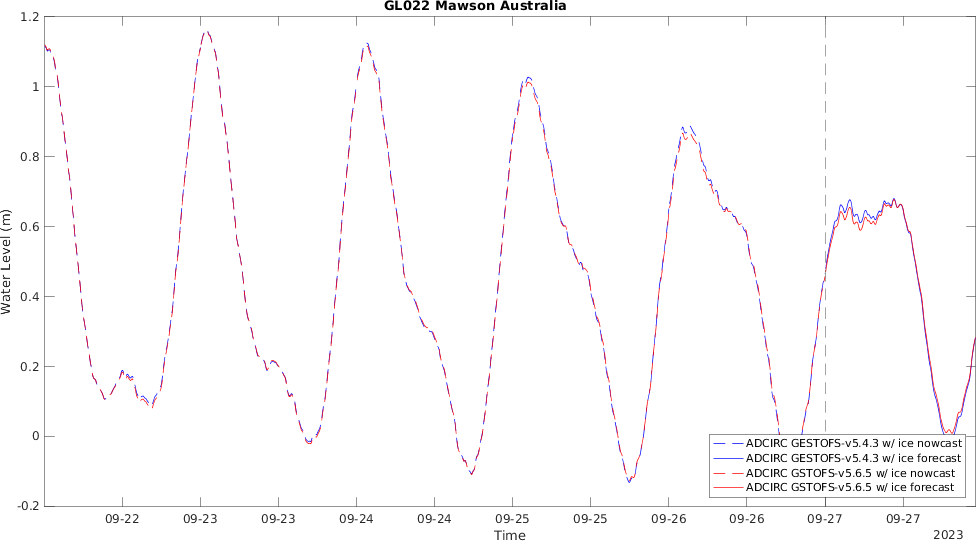 GL022 Mawson Australia
1.2
1
0.8
0.6
0.4
0.2
0
-0.2
Water Level (m)
09-22 09-23 09-23 09-24 09-24 09-25 09-25 09-26 09-26 09-27 09-27
Time
2023
ADCIRC GESTOFS-v5.4.3 w/ ice nowcast
ADCIRC GESTOFS-v5.4.3 w/ ice forecast
ADCIRC GSTOFS-v5.6.5 w/ ice nowcast
ADCIRC GSTOFS-v5.6.5 w/ ice forecast